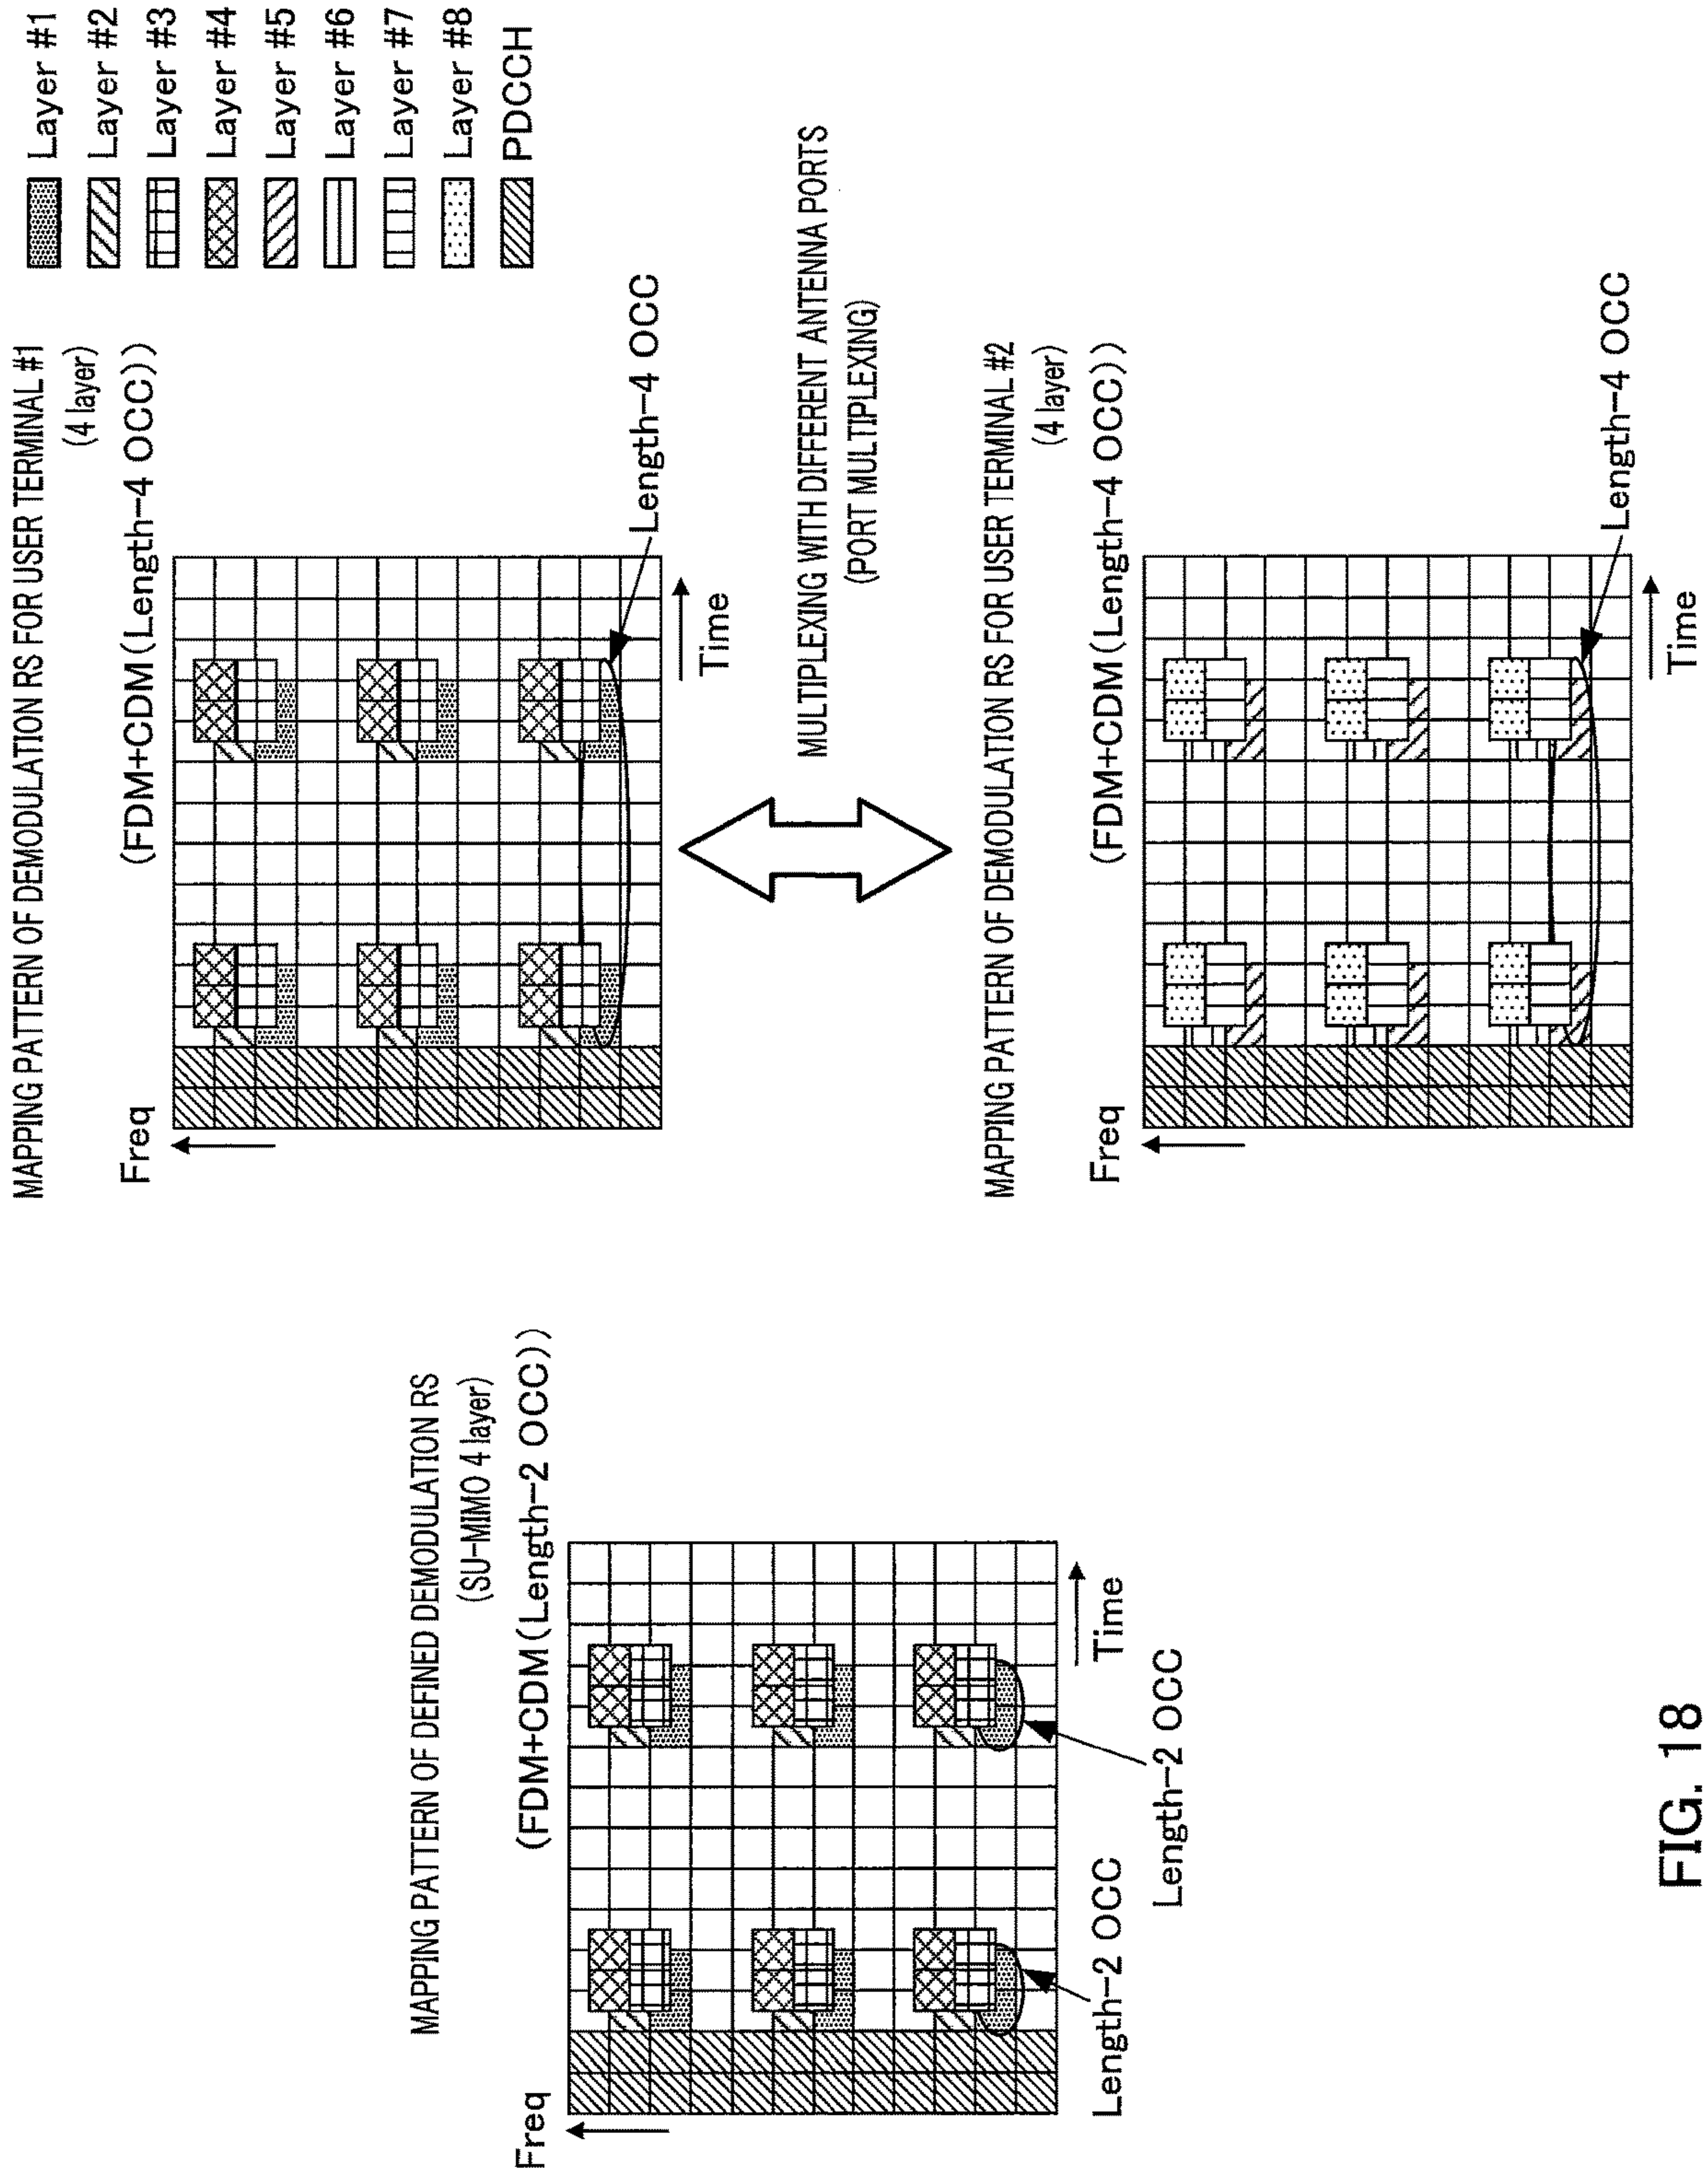 MAPPING PATTERN OF DEFINED DEMODULATION RS
(SU-MIMO 4 layer)
(FDM+CDM(Length-2 OCC))
Freq
Time
Length-2 OCC
Length-2 OCC
MAPPING PATTERN OF DEMODULATION RS FOR USER TERMINAL #1
(4 layer)
(FDM+CDM(Length-4 OCC))
Freq
Time
Length-4 OCC
MULTIPLEXING WITH DIFFERENT ANTENNA PORTS
(PORT MULTIPLEXING)
MAPPING PATTERN OF DEMODULATION RS FOR USER TERMINAL #2
(4 layer)
(FDM+CDM(Length-4 OCC))
Freq
Time
Length-4 OCC
Layer #1
Layer #2
Layer #3
Layer #4
Layer #5
Layer #6
Layer #7
Layer #8
PDCCH
FIG. 18